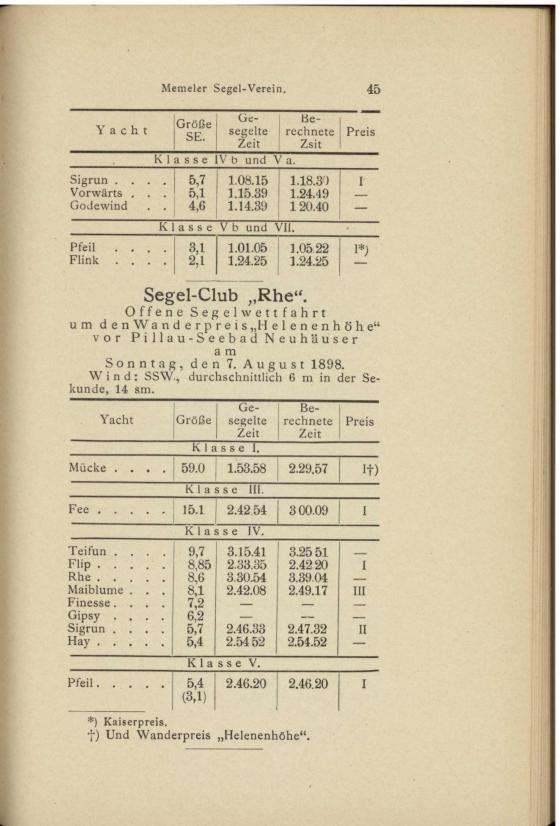 Memeler Segel-Verein. 45
Yacht Größe SE. Ge-segelte Zeit Be-rechnete Zsit Preis
Klasse IV b und V a.
Sigrun . . . . 5,7 1.08.15 1.18.30 I
Vorwärts . . . 5,1 1.15.39 1.24.49 —
Godewind . . 4,6 1.14.39 1 20.40 —
Klasse V b und VII.
Pfeil . . . . 3,1 1.01.05 1.05.22 I*)
Flink . . . . 2,1 1.24.25 1.24.25 —
Segel-Club „Rhe“.
Offene Segelwettfahrt
um den Wanderpreis „Helenenhöhe“
vor Pillau-Seebad Neuhäuser
am
Sonntag, den 7. August 1898.
Wind: SSW., durchschnittlich 6 m in der Se-
kunde, 14 sm.
Yacht Größe Ge-segelte Zeit Be-rechnete Zeit Preis
Klasse I.
Mücke . . . . 59.0 1.53.58 2.29,57 I†)
Klasse III.
Fee . . . . . 15.1 2.42.54 3 00.09 I
Klasse IV.
Teifun . . . . 9,7 3.15.41 3.25 51 —
Flip . . . . . 8,85 2.33.35 2.42 20 I
Rhe . . . . . 8,6 3.30.54 3.39.04 —
Maiblume . . . 8,1 2.42.08 2.49.17 III
Finesse . . . . 7,2 — — —
Gipsy . . . . 6,2 — — —
Sigrun . . . . 5,7 2.46.33 2.47.32 II
Hay . . . . . 5,4 2.54 52 2.54.52 —
Klasse V.
Pfeil . . . . . 5,4 2.46.20 2.46.20 I
(3,1)
*) Kaiserpreis.
†) Und Wanderpreis „Helenenhöhe“.